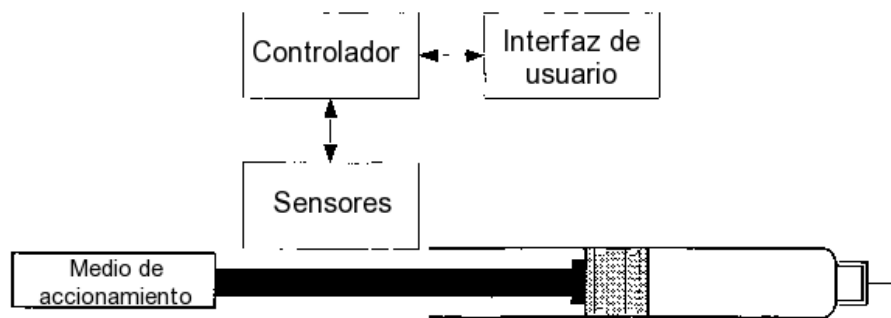 Controlador
Interfaz de
usuario
Sensores
Medio de
accionamiento